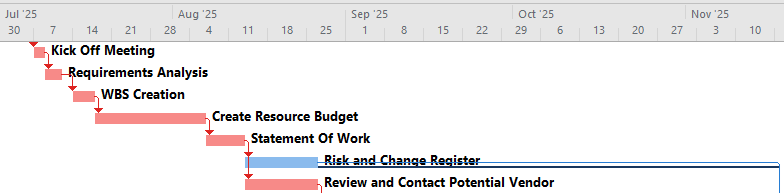 Jul '25 Aug '25 Sep '25 Oct '25 Nov '25
30 7 14 21 28 4 11 18 25 1 8 15 22 29 6 13 20 27 3 10
Kick Off Meeting
Requirements Analysis
WBS Creation
Create Resource Budget
Statement Of Work
Risk and Change Register
Review and Contact Potential Vendor